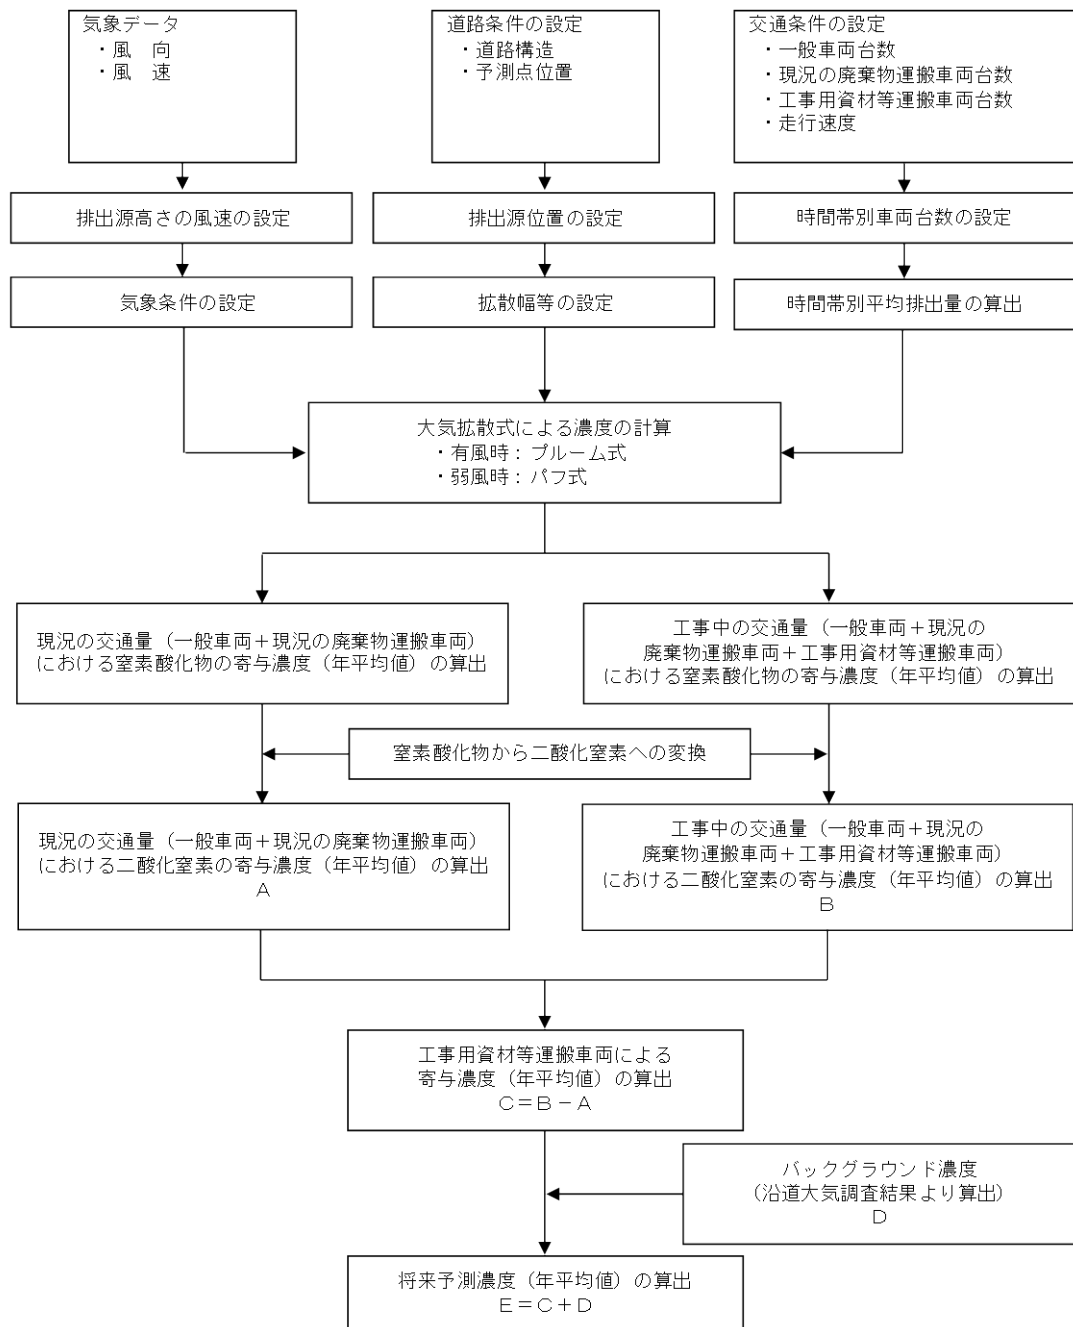 気象データ
・風　向
・風　速
道路条件の設定
・道路構造
・予測点位置
交通条件の設定
・一般車両台数
・現況の廃棄物運搬車両台数
・工事用資材等運搬車両台数
・走行速度
排出源高さの風速の設定
排出源位置の設定
時間帯別車両台数の設定
気象条件の設定
拡散幅等の設定
時間帯別平均排出量の算出
大気拡散式による濃度の計算
・有風時：プルーム式
・弱風時：パフ式
現況の交通量（一般車両＋現況の廃棄物運搬車両）
における窒素酸化物の寄与濃度（年平均値）の算出
工事中の交通量（一般車両＋現況の
廃棄物運搬車両＋工事用資材等運搬車両）
における窒素酸化物の寄与濃度（年平均値）の算出
窒素酸化物から二酸化窒素への変換
現況の交通量（一般車両＋現況の廃棄物運搬車両）
における二酸化窒素の寄与濃度（年平均値）の算出
Ａ
工事中の交通量（一般車両＋現況の
廃棄物運搬車両＋工事用資材等運搬車両）
における二酸化窒素の寄与濃度（年平均値）の算出
Ｂ
工事用資材等運搬車両による
寄与濃度（年平均値）の算出
Ｃ＝Ｂ－Ａ
バックグラウンド濃度
（沿道大気調査結果より算出）
Ｄ
将来予測濃度（年平均値）の算出
Ｅ＝Ｃ＋Ｄ